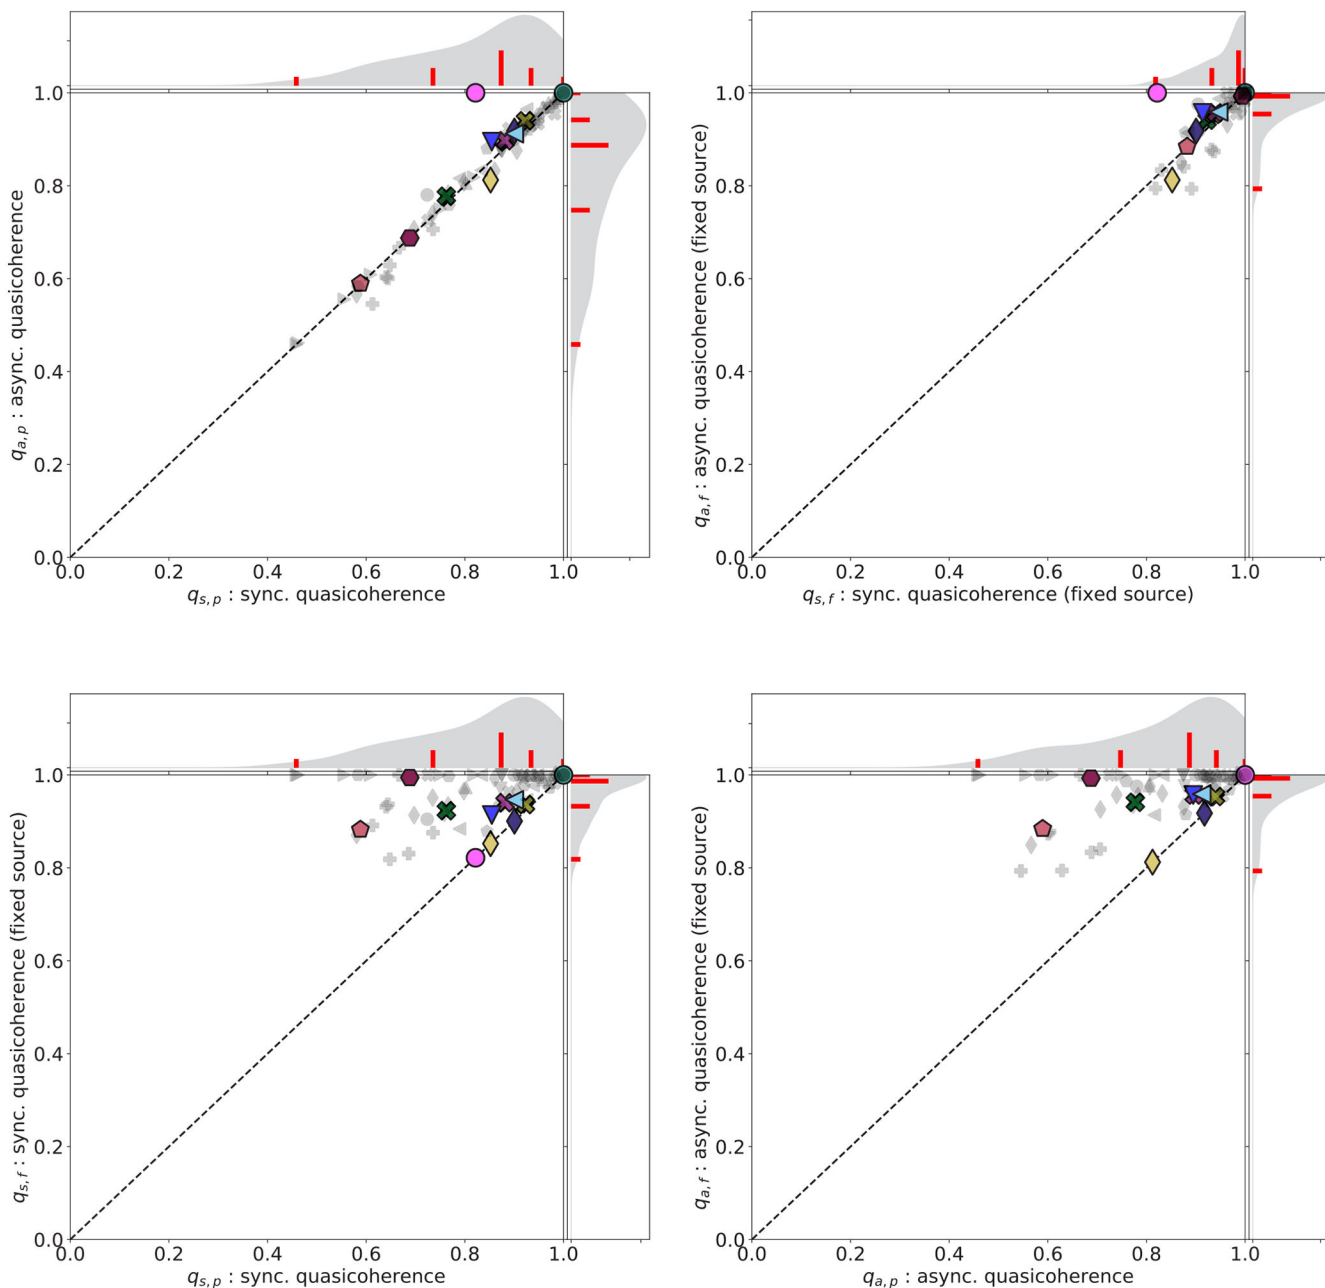 1.0
0.8
0.6
0.4
0.2
0.0
q_{a,p} : async. quasicoherence
0.0 0.2 0.4 0.6 0.8 1.0
q_{s,p} : sync. quasicoherence
1.0
0.8
0.6
0.4
0.2
0.0
q_{a,f} : async. quasicoherence (fixed source)
0.0 0.2 0.4 0.6 0.8 1.0
q_{s,f} : sync. quasicoherence (fixed source)
1.0
0.8
0.6
0.4
0.2
0.0
q_{s,f} : sync. quasicoherence (fixed source)
0.0 0.2 0.4 0.6 0.8 1.0
q_{s,p} : sync. quasicoherence
1.0
0.8
0.6
0.4
0.2
0.0
q_{a,f} : async. quasicoherence (fixed source)
0.0 0.2 0.4 0.6 0.8 1.0
q_{a,p} : async. quasicoherence